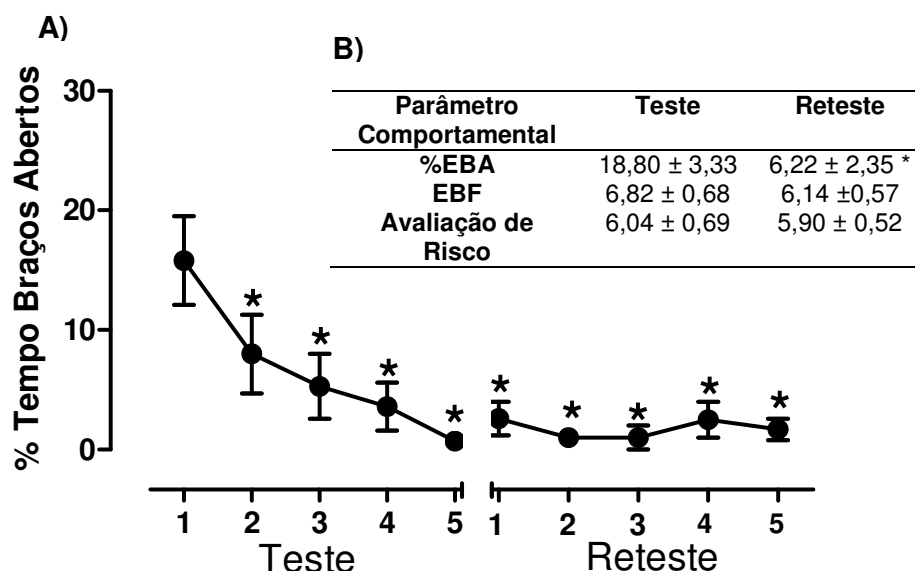 A)
B)
Parâmetro Teste Reteste
Comportamental
%EBA 18,80 ± 3,33 6,22 ± 2,35 *
EBF 6,82 ± 0,68 6,14 ±0,57
Avaliação de 6,04 ± 0,69 5,90 ± 0,52
Risco
% Tempo Braços Abertos
30
20
10
0
* * * * * * * * *
1 2 3 4 5 1 2 3 4 5
Teste Reteste